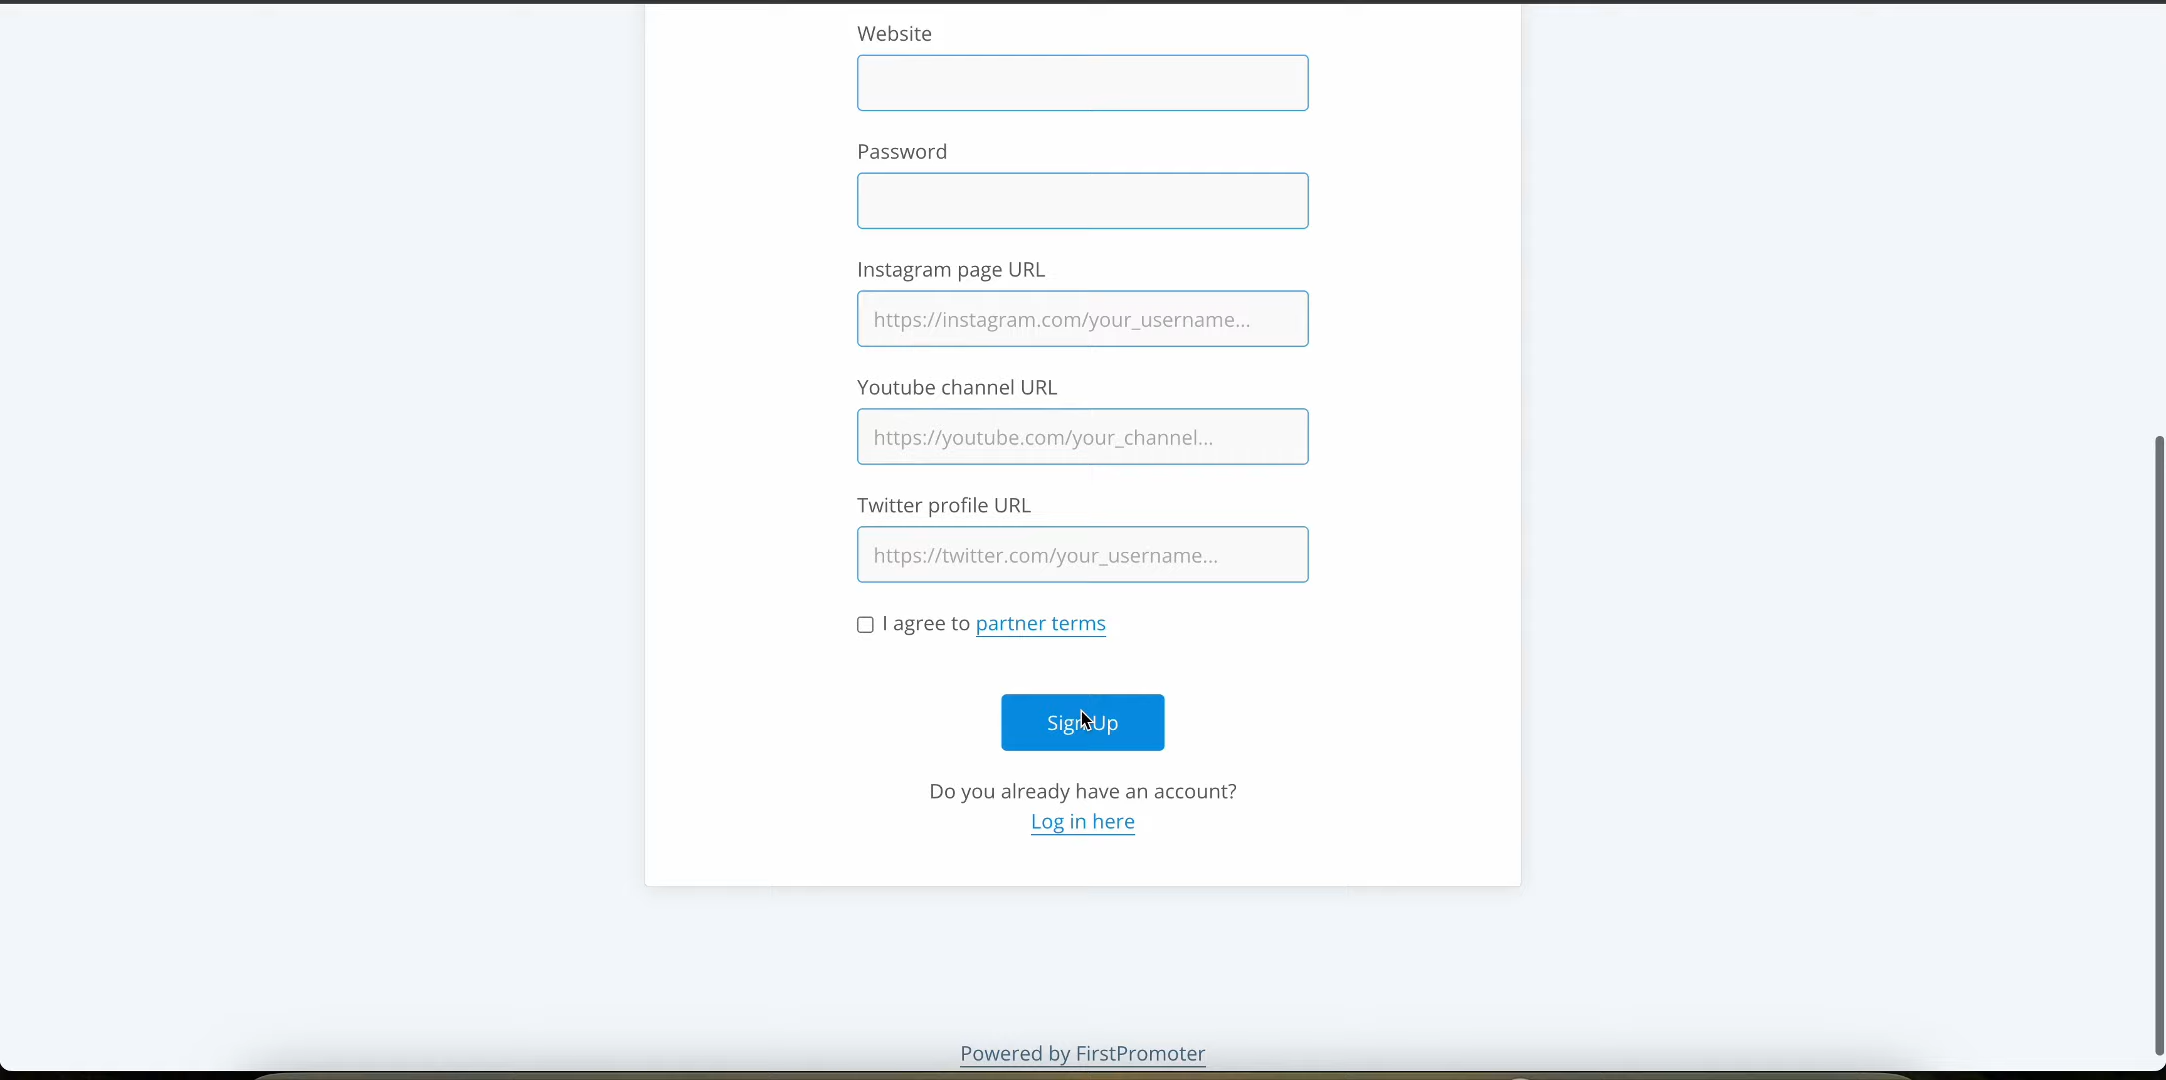 Website
Password
Instagram page URL
https://instagram.com/your_username...
Youtube channel URL
https://youtube.com/your_channel...
Twitter profile URL
https://twitter.com/your_username...
I agree to partner terms
Sign Up
Do you already have an account?
Log in here
Powered by FirstPromoter